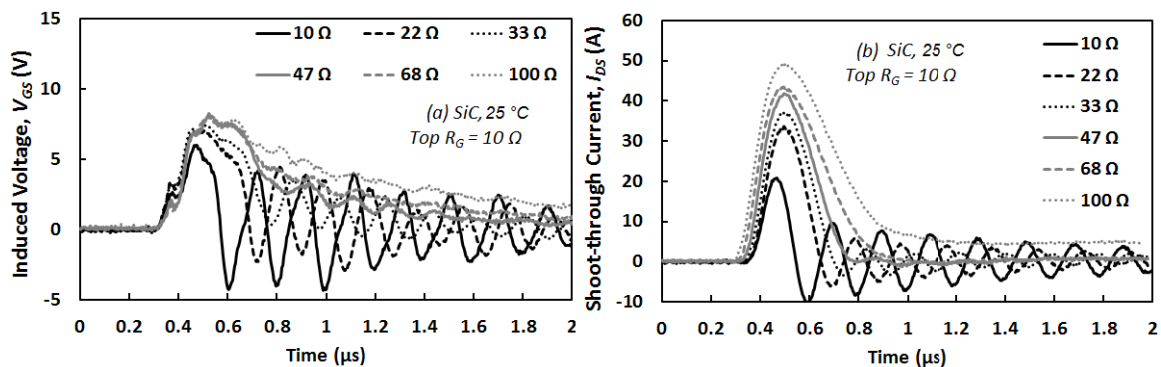 15
10
5
0
-5
Induced Voltage, VGS (V)
10 Ω 22 Ω 33 Ω
47 Ω 68 Ω 100 Ω
(a) SiC, 25 °C
Top RG = 10 Ω
0 0.2 0.4 0.6 0.8 1 1.2 1.4 1.6 1.8 2
Time (µs)
60
50
40
30
20
10
0
-10
Shoot-through Current, IDS (A)
(b) SiC, 25 °C
Top RG = 10 Ω
10 Ω
22 Ω
33 Ω
47 Ω
68 Ω
100 Ω
0 0.2 0.4 0.6 0.8 1 1.2 1.4 1.6 1.8 2
Time (µs)